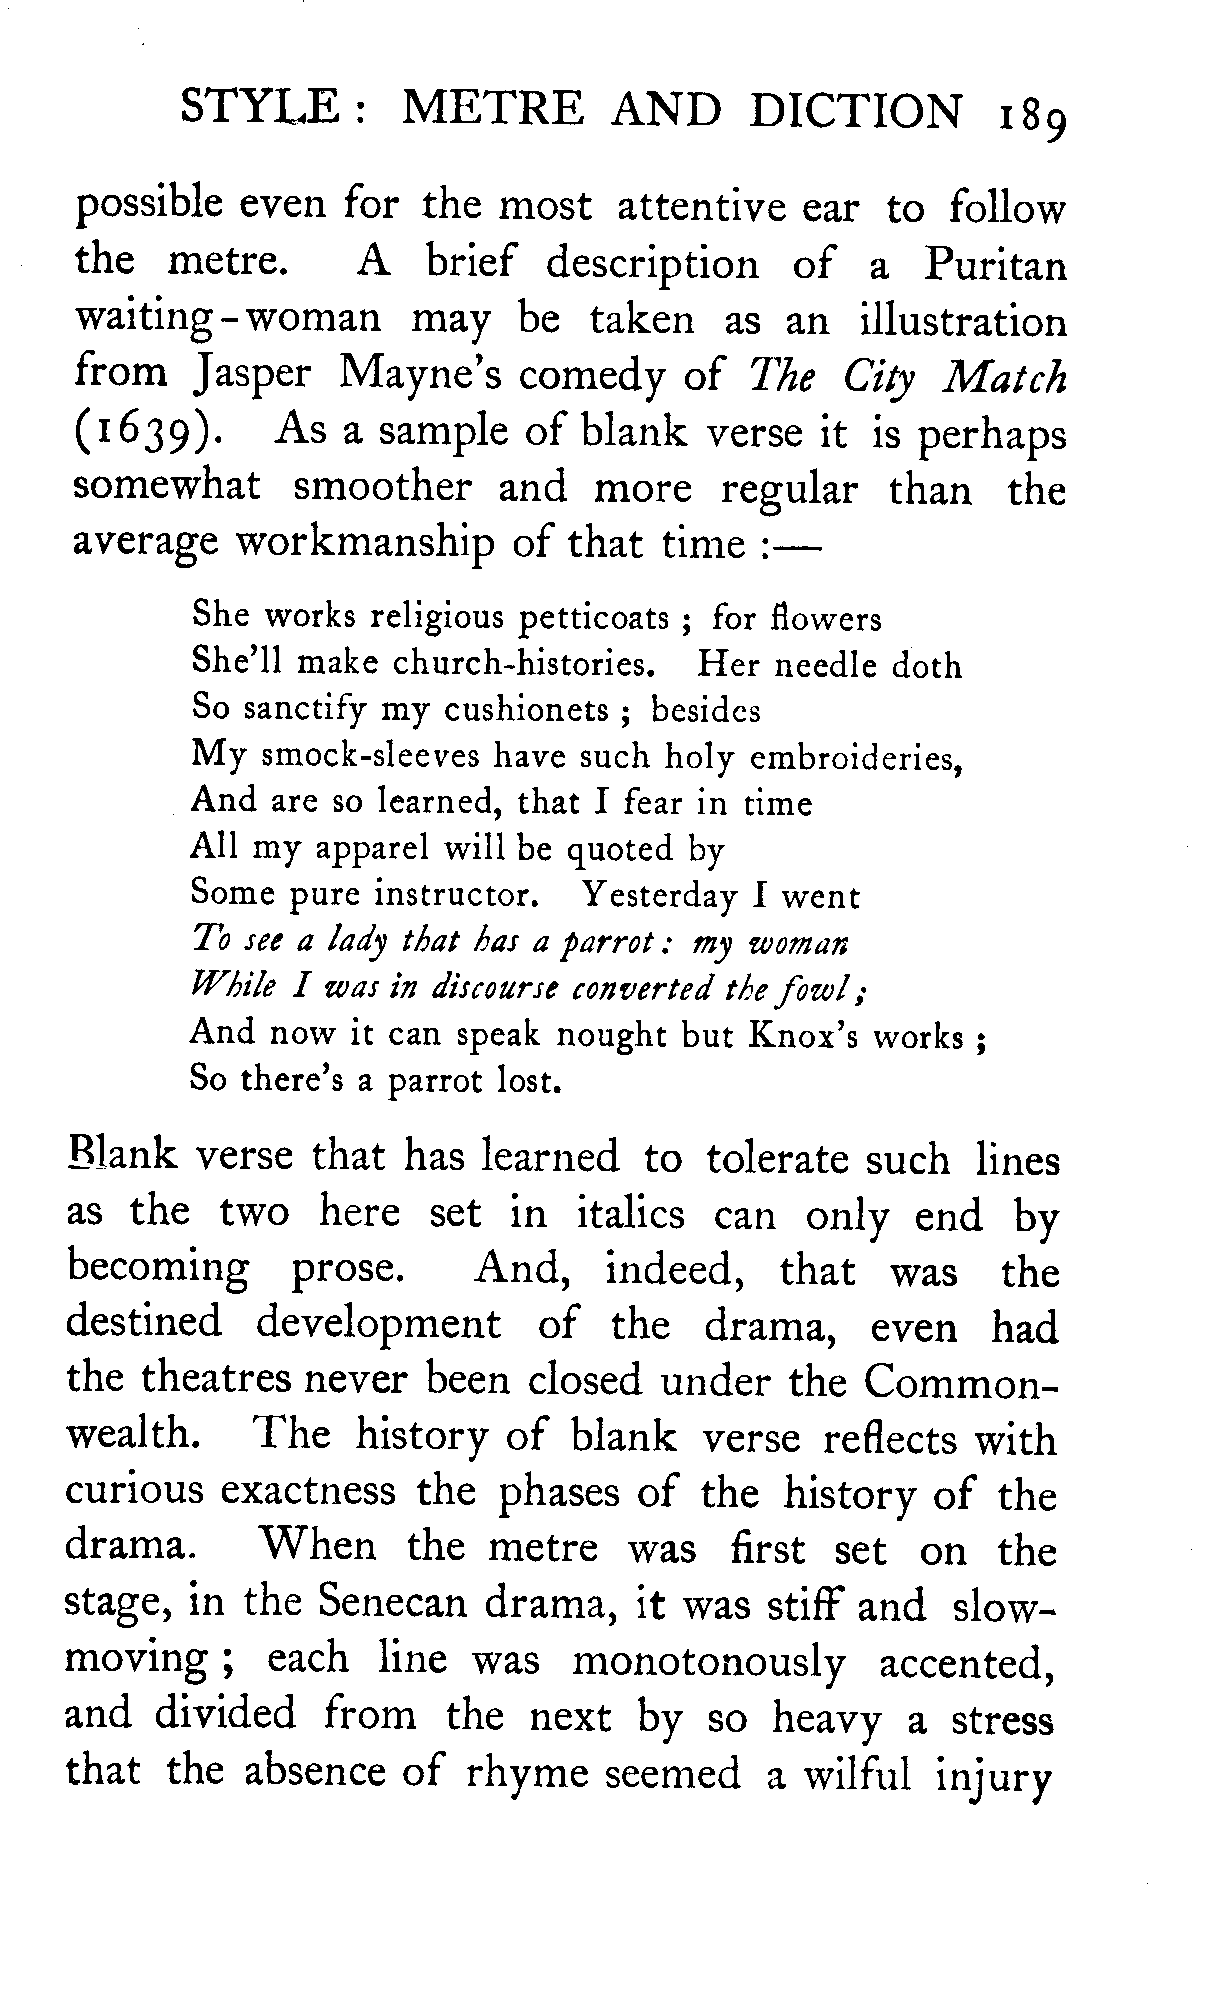 STYLE : METRE AND DICTION 189
possible even for the most attentive ear to follow
the metre. A brief description of a Puritan
waiting-woman may be taken as an illustration
from Jasper Mayne's comedy of The City Match
(1639). As a sample of blank verse it is perhaps
somewhat smoother and more regular than the
average workmanship of that time :—
She works religious petticoats ; for flowers
She'll make church-histories. Her needle doth
So sanctify my cushionets ; besides
My smock-sleeves have such holy embroideries,
And are so learned, that I fear in time
All my apparel will be quoted by
Some pure instructor. Yesterday I went
To see a lady that has a parrot : my woman
While I was in discourse converted the fowl ;
And now it can speak nought but Knox's works ;
So there's a parrot lost.
Blank verse that has learned to tolerate such lines
as the two here set in italics can only end by
becoming prose. And, indeed, that was the
destined development of the drama, even had
the theatres never been closed under the Common-
wealth. The history of blank verse reflects with
curious exactness the phases of the history of the
drama. When the metre was first set on the
stage, in the Senecan drama, it was stiff and slow-
moving ; each line was monotonously accented,
and divided from the next by so heavy a stress
that the absence of rhyme seemed a wilful injury